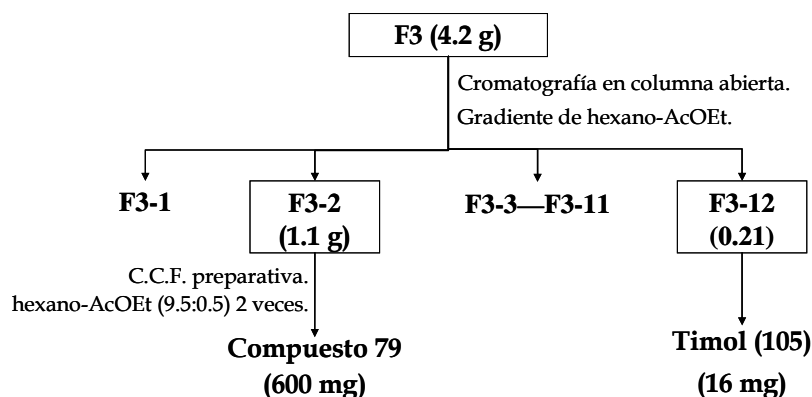 F3 (4.2 g)
Cromatografía en columna abierta.
Gradiente de hexano-AcOEt.
F3-1
F3-2
(1.1 g)
F3-3—F3-11
F3-12
(0.21)
C.C.F. preparativa.
hexano-AcOEt (9.5:0.5) 2 veces.
Compuesto 79
(600 mg)
Timol (105)
(16 mg)